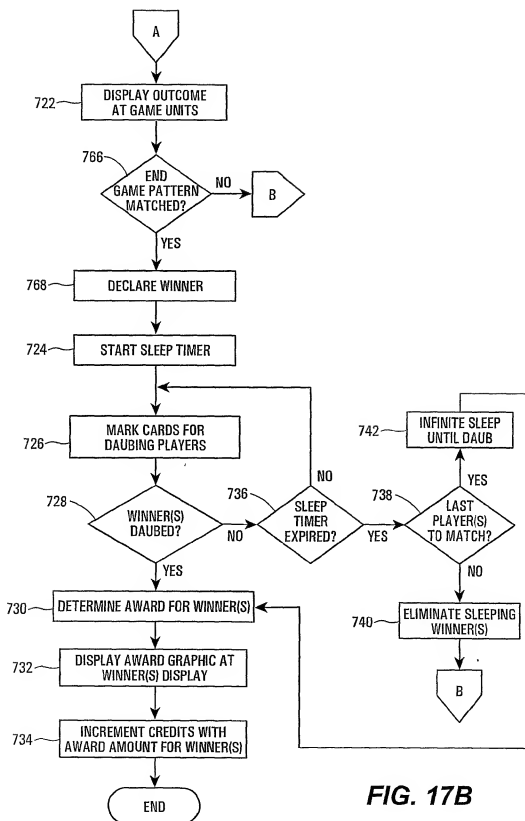 A
722
DISPLAY OUTCOME
AT GAME UNITS
766
END
GAME PATTERN
MATCHED?
NO
B
YES
768
DECLARE WINNER
724
START SLEEP TIMER
726
MARK CARDS FOR
DAUBING PLAYERS
728
WINNER(S)
DAUBED?
NO
YES
736
SLEEP
TIMER
EXPIRED?
NO
YES
738
LAST
PLAYER(S)
TO MATCH?
YES
NO
742
INFINITE SLEEP
UNTIL DAUB
740
ELIMINATE SLEEPING
WINNER(S)
B
730
DETERMINE AWARD FOR WINNER(S)
732
DISPLAY AWARD GRAPHIC AT
WINNER(S) DISPLAY
734
INCREMENT CREDITS WITH
AWARD AMOUNT FOR WINNER(S)
END
FIG. 17B